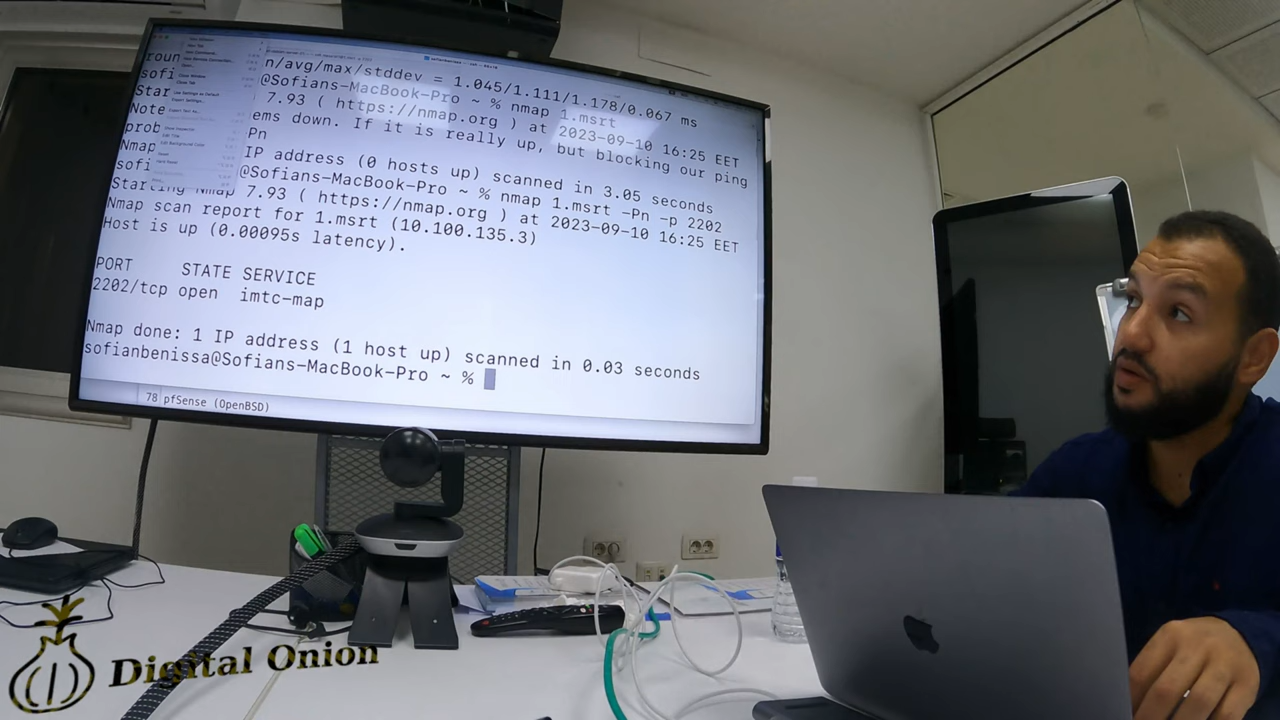 n/avg/max/stddev = 1.045/1.111/1.178/0.067 ms
sofi @Sofians-MacBook-Pro ~ % nmap 1.msrt
Star 7.93 ( https://nmap.org ) at 2023-09-10 16:25 EET
Note ems down. If it is really up, but blocking our ping
prob Pn
Nmap IP address (0 hosts up) scanned in 3.05 seconds
sofi @Sofians-MacBook-Pro ~ % nmap 1.msrt -Pn -p 2202
Starting Nmap 7.93 ( https://nmap.org ) at 2023-09-10 16:25 EET
Nmap scan report for 1.msrt (10.100.135.3)
Host is up (0.00095s latency).
PORT STATE SERVICE
2202/tcp open imtc-map
Nmap done: 1 IP address (1 host up) scanned in 0.03 seconds
sofianbenissa@Sofians-MacBook-Pro ~ %
78 pfSense (OpenBSD)
Digital Onion